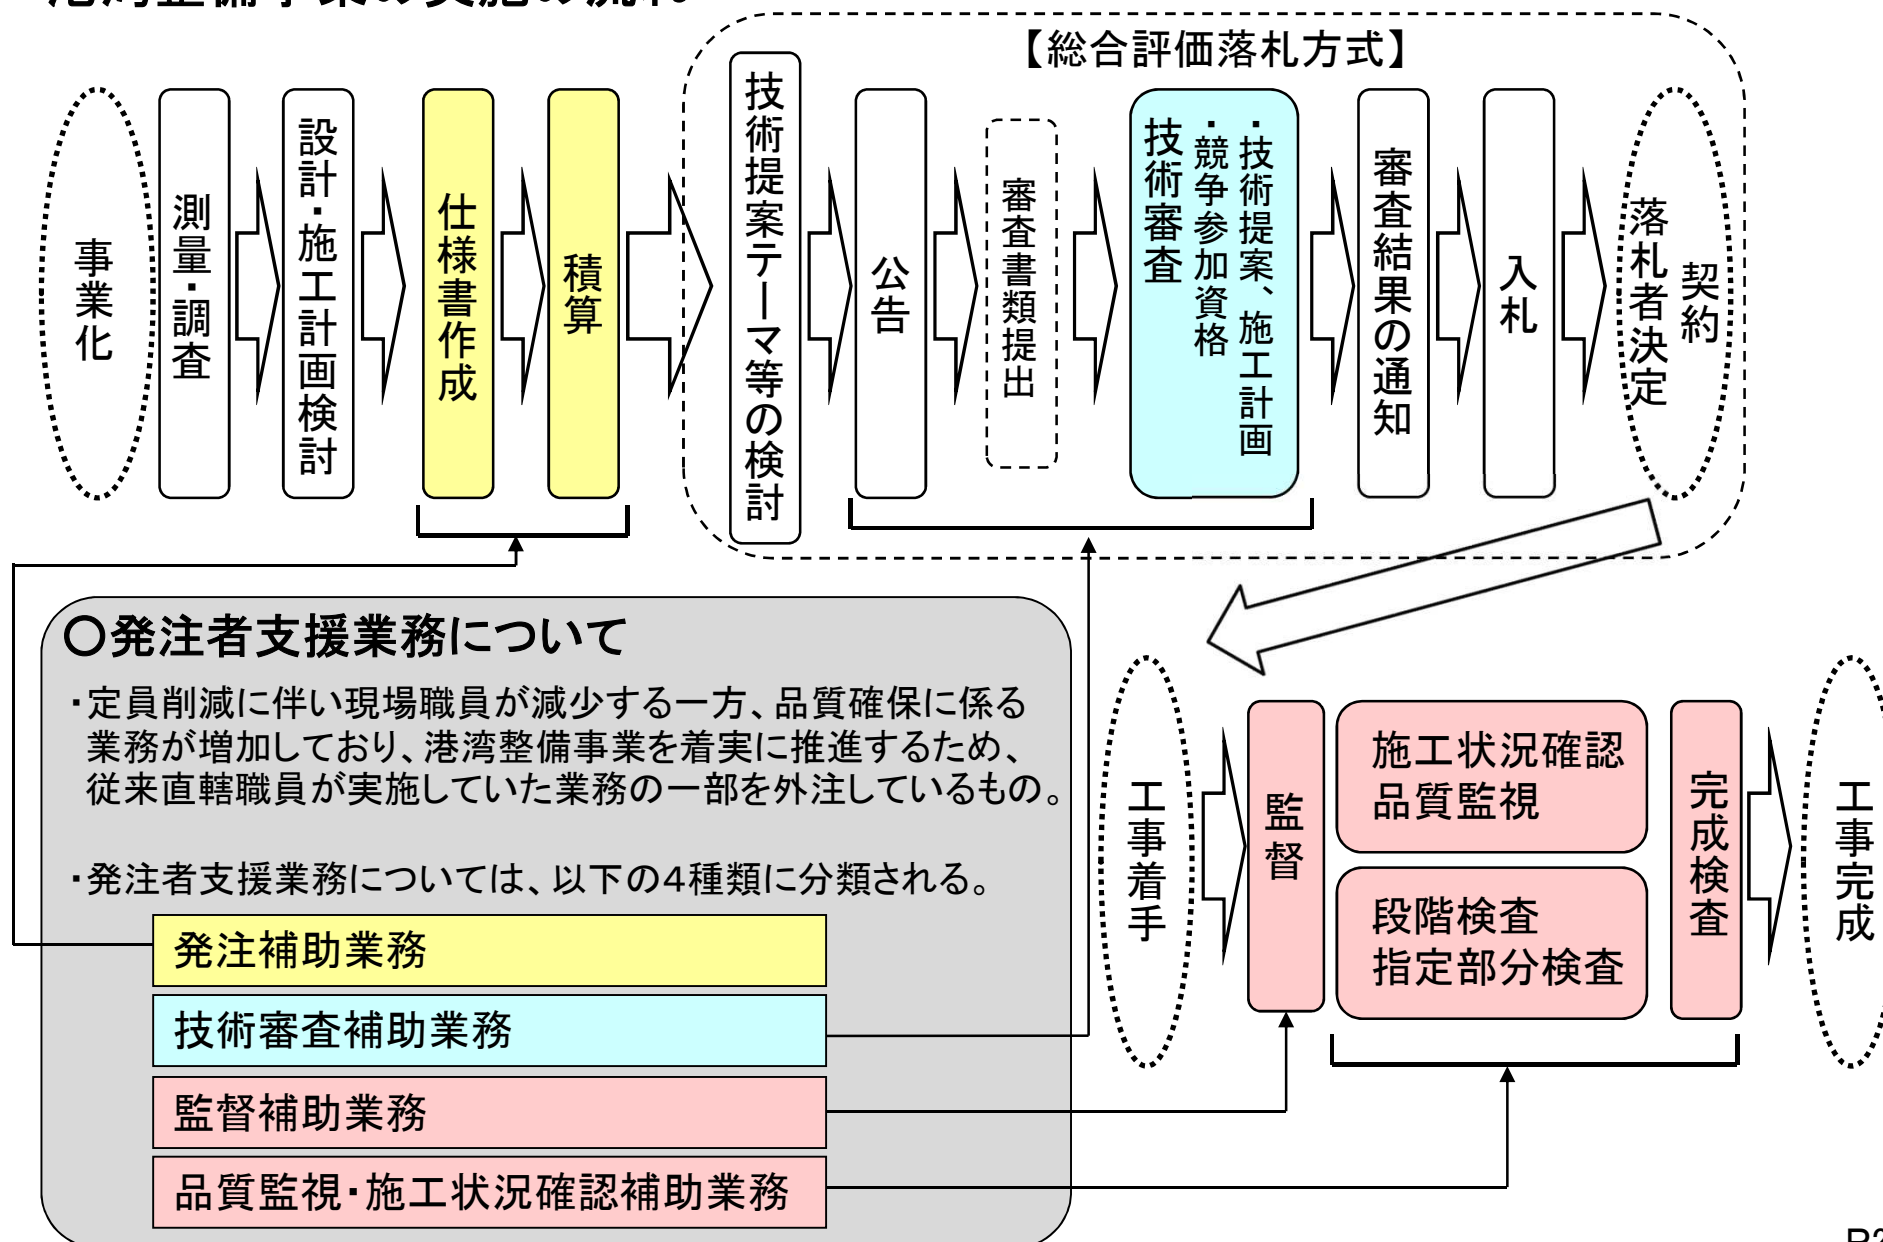 港湾整備事業の実施の流れ
【総合評価落札方式】
事業化
測量・調査
設計・施工計画検討
仕様書作成
積算
技術提案テーマ等の検討
公告
審査書類提出
・技術提案、施工計画
・競争参加資格
技術審査
審査結果の通知
入札
契約
落札者決定
〇発注者支援業務について
・定員削減に伴い現場職員が減少する一方、品質確保に係る
業務が増加しており、港湾整備事業を着実に推進するため、
従来直轄職員が実施していた業務の一部を外注しているもの。
・発注者支援業務については、以下の4種類に分類される。
発注補助業務
技術審査補助業務
監督補助業務
品質監視・施工状況確認補助業務
工事着手
監督
施工状況確認
品質監視
段階検査
指定部分検査
完成検査
工事完成